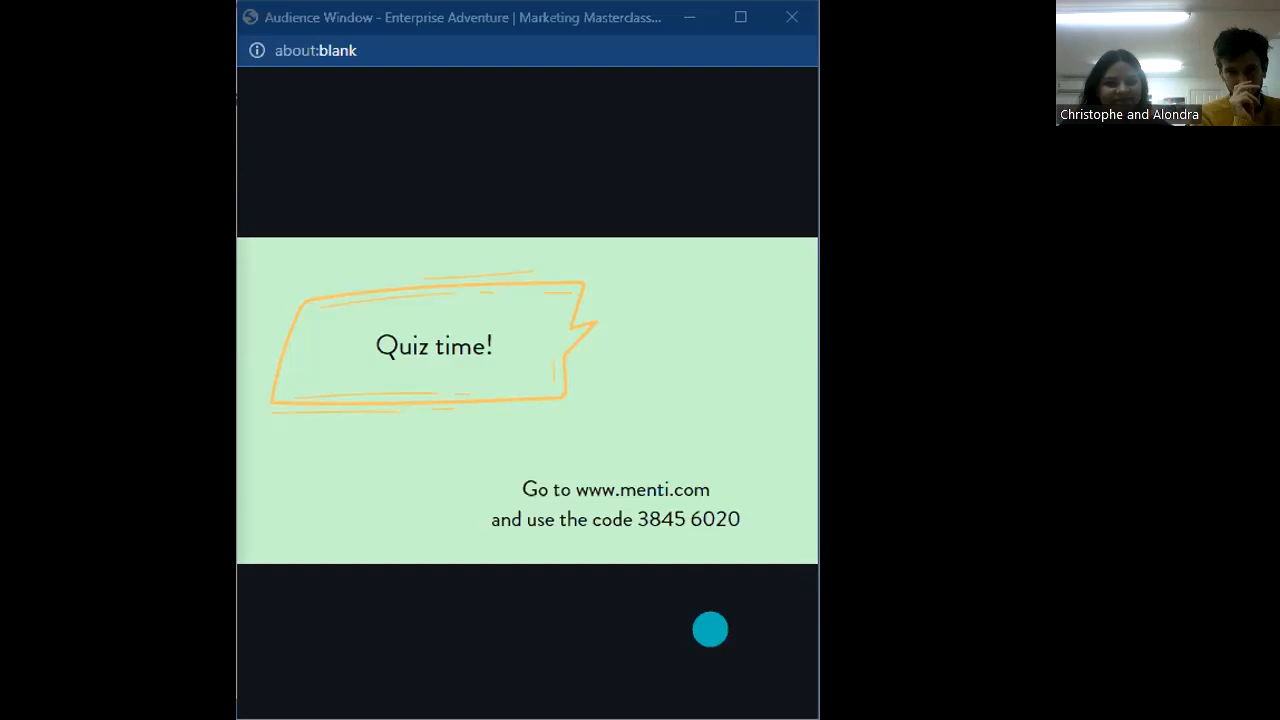 Audience Window - Enterprise Adventure | Marketing Masterclass...
about:blank
Christophe and Alondra
Quiz time!
Go to www.menti.com
and use the code 3845 6020